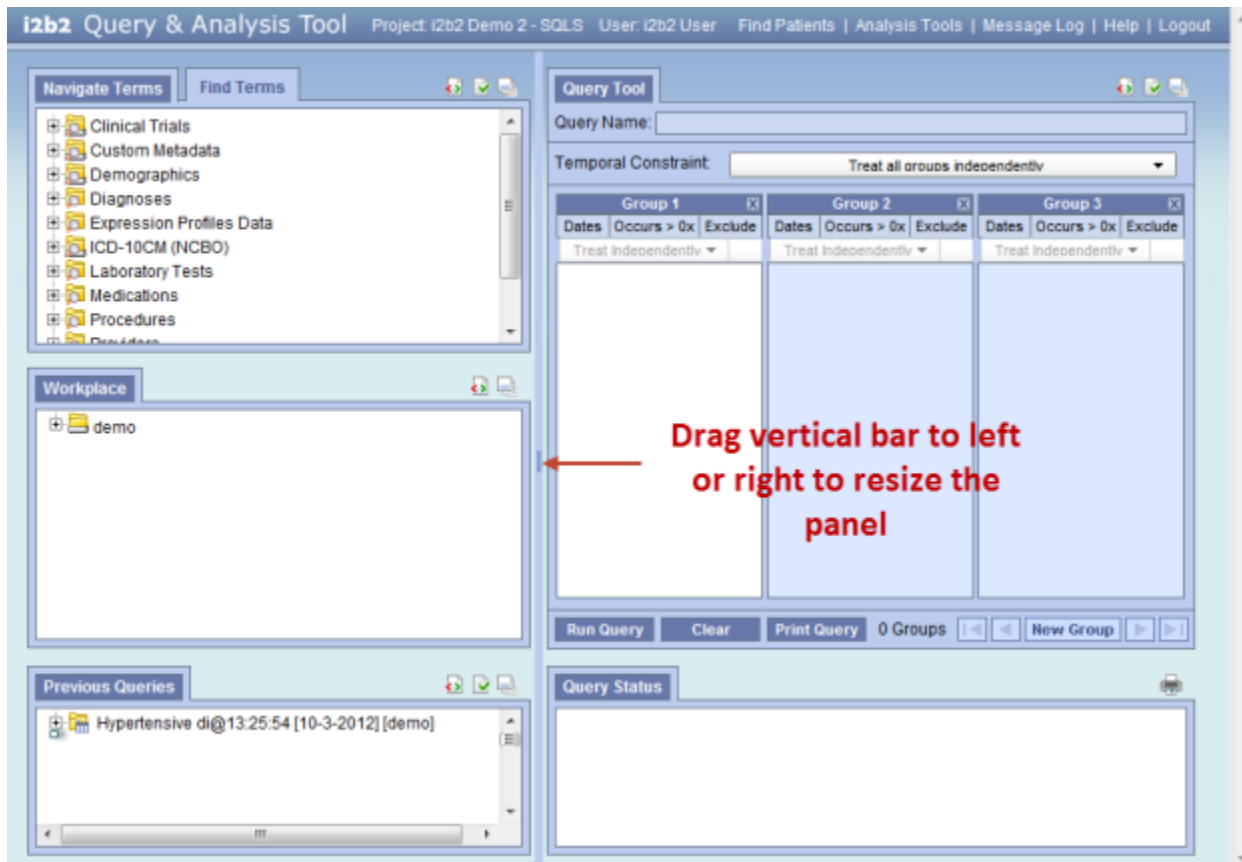 i2b2 Query & Analysis Tool Project: i2b2 Demo 2 - SQLS User: i2b2 User Find Patients | Analysis Tools | Message Log | Help | Logout
Navigate Terms Find Terms
Clinical Trials
Custom Metadata
Demographics
Diagnoses
Expression Profiles Data
ICD-10CM (NCBO)
Laboratory Tests
Medications
Procedures
Providers
Workplace
demo
Previous Queries
Hypertensive di@13:25:54 [10-3-2012] [demo]
Query Tool
Query Name:
Temporal Constraint: Treat all groups independently
Group 1 Group 2 Group 3
Dates Occurs > 0x Exclude Dates Occurs > 0x Exclude Dates Occurs > 0x Exclude
Treat Independently Treat Independently Treat Independently
Drag vertical bar to left
or right to resize the
panel
Run Query Clear Print Query 0 Groups New Group
Query Status